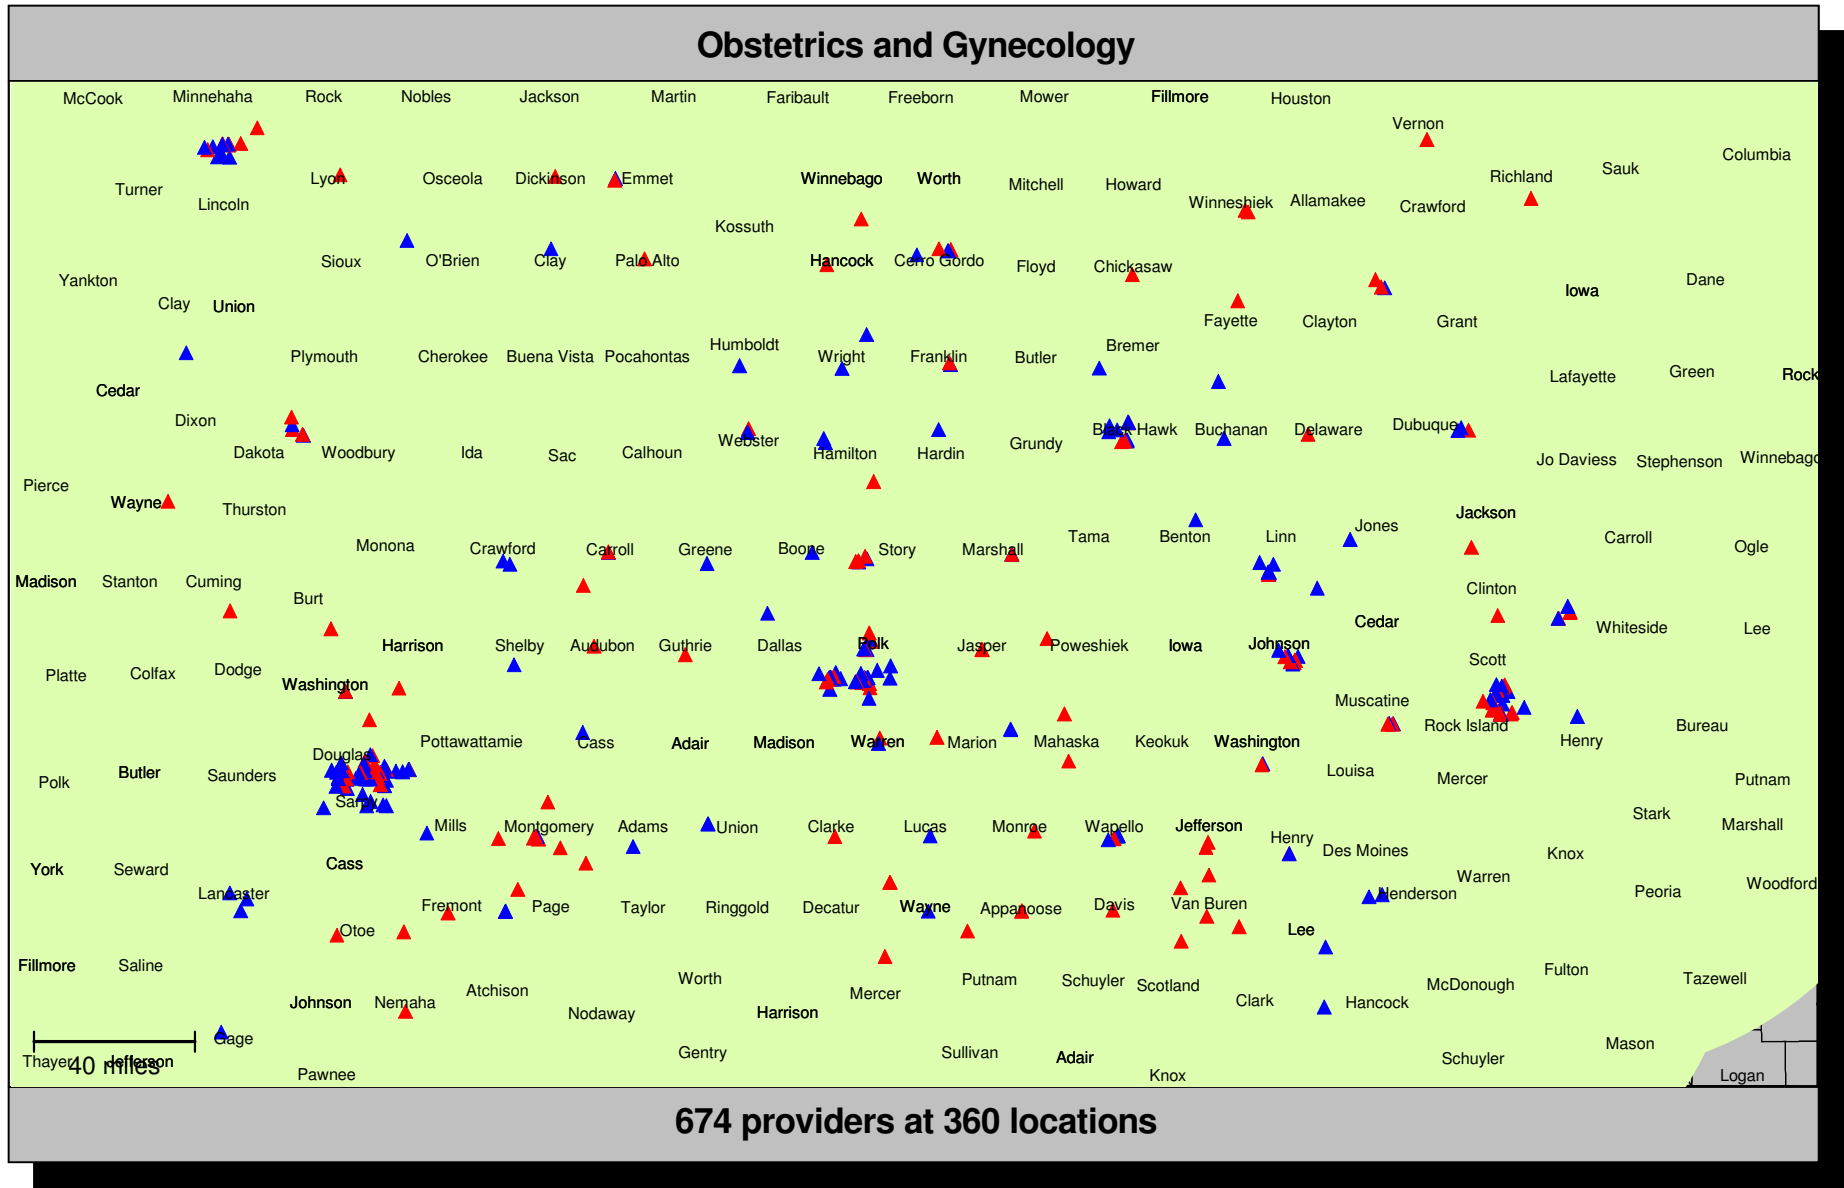 Obstetrics and Gynecology
McCook Minnehaha Rock Nobles Jackson Martin Faribault Freeborn Mower Fillmore Houston
Vernon
Columbia
Sauk
Richland
Turner Lyon Osceola Dickinson Emmet Winnebago Worth Mitchell Howard
Lincoln Winneshiek Allamakee Crawford
Kossuth
Sioux O'Brien Clay Palo Alto Hancock Cerro Gordo Floyd Chickasaw
Yankton Dane
Clay Union Iowa
Fayette Clayton Grant
Humboldt Bremer
Plymouth Cherokee Buena Vista Pocahontas Wright Franklin Butler
Cedar Lafayette Green Rock
Dixon Black Hawk Buchanan Delaware Dubuque
Webster Grundy
Dakota Woodbury Ida Sac Calhoun Hamilton Hardin
Jo Daviess Stephenson Winnebago
Pierce
Wayne Thurston Jackson
Jones
Monona Crawford Carroll Greene Boone Story Marshall Tama Benton Linn Carroll Ogle
Madison Stanton Cuming Clinton
Burt
Cedar Whiteside Lee
Harrison Shelby Audubon Guthrie Dallas Polk Jasper Poweshiek Iowa Johnson
Scott
Platte Colfax Dodge
Washington
Muscatine
Rock Island Bureau
Pottawattamie Cass Adair Madison Warren Marion Mahaska Keokuk Washington Henry
Douglas
Polk Butler Saunders Louisa Mercer Putnam
Sarpy
Mills Montgomery Adams Union Clarke Lucas Monroe Wapello Jefferson Stark Marshall
Henry
Des Moines Knox
York Seward Cass
Warren
Lancaster Henderson Peoria Woodford
Fremont Page Taylor Ringgold Decatur Wayne Appanoose Davis Van Buren
Otoe Lee
Fillmore Saline
Worth Putnam Schuyler Scotland McDonough Fulton Tazewell
Atchison Mercer
Johnson Nemaha Clark Hancock
Nodaway Harrison
Gage Mason
Gentry Sullivan Adair Schuyler
Thayer Jefferson
40 miles
Pawnee Knox Logan
674 providers at 360 locations